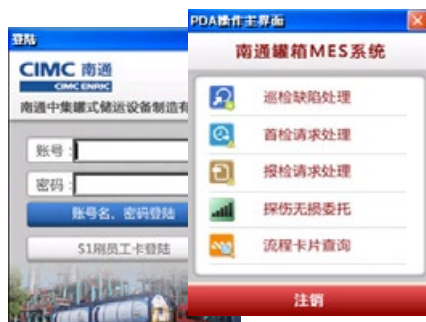 登陆
CIMC 南通
CIMC ENRIC
南通中集罐式储运设备制造有
账号：
密码：
账号名、密码登陆
S1刷员工卡登陆
PDA操作主界面
南通罐箱MES系统
巡检缺陷处理
首检请求处理
报检请求处理
探伤无损委托
流程卡片查询
注销